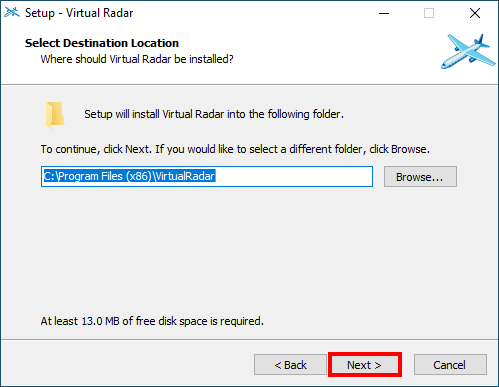 Setup - Virtual Radar
Select Destination Location
Where should Virtual Radar be installed?
Setup will install Virtual Radar into the following folder.
To continue, click Next. If you would like to select a different folder, click Browse.
C:\Program Files (x86)\VirtualRadar
Browse...
At least 13.0 MB of free disk space is required.
< Back
Next >
Cancel